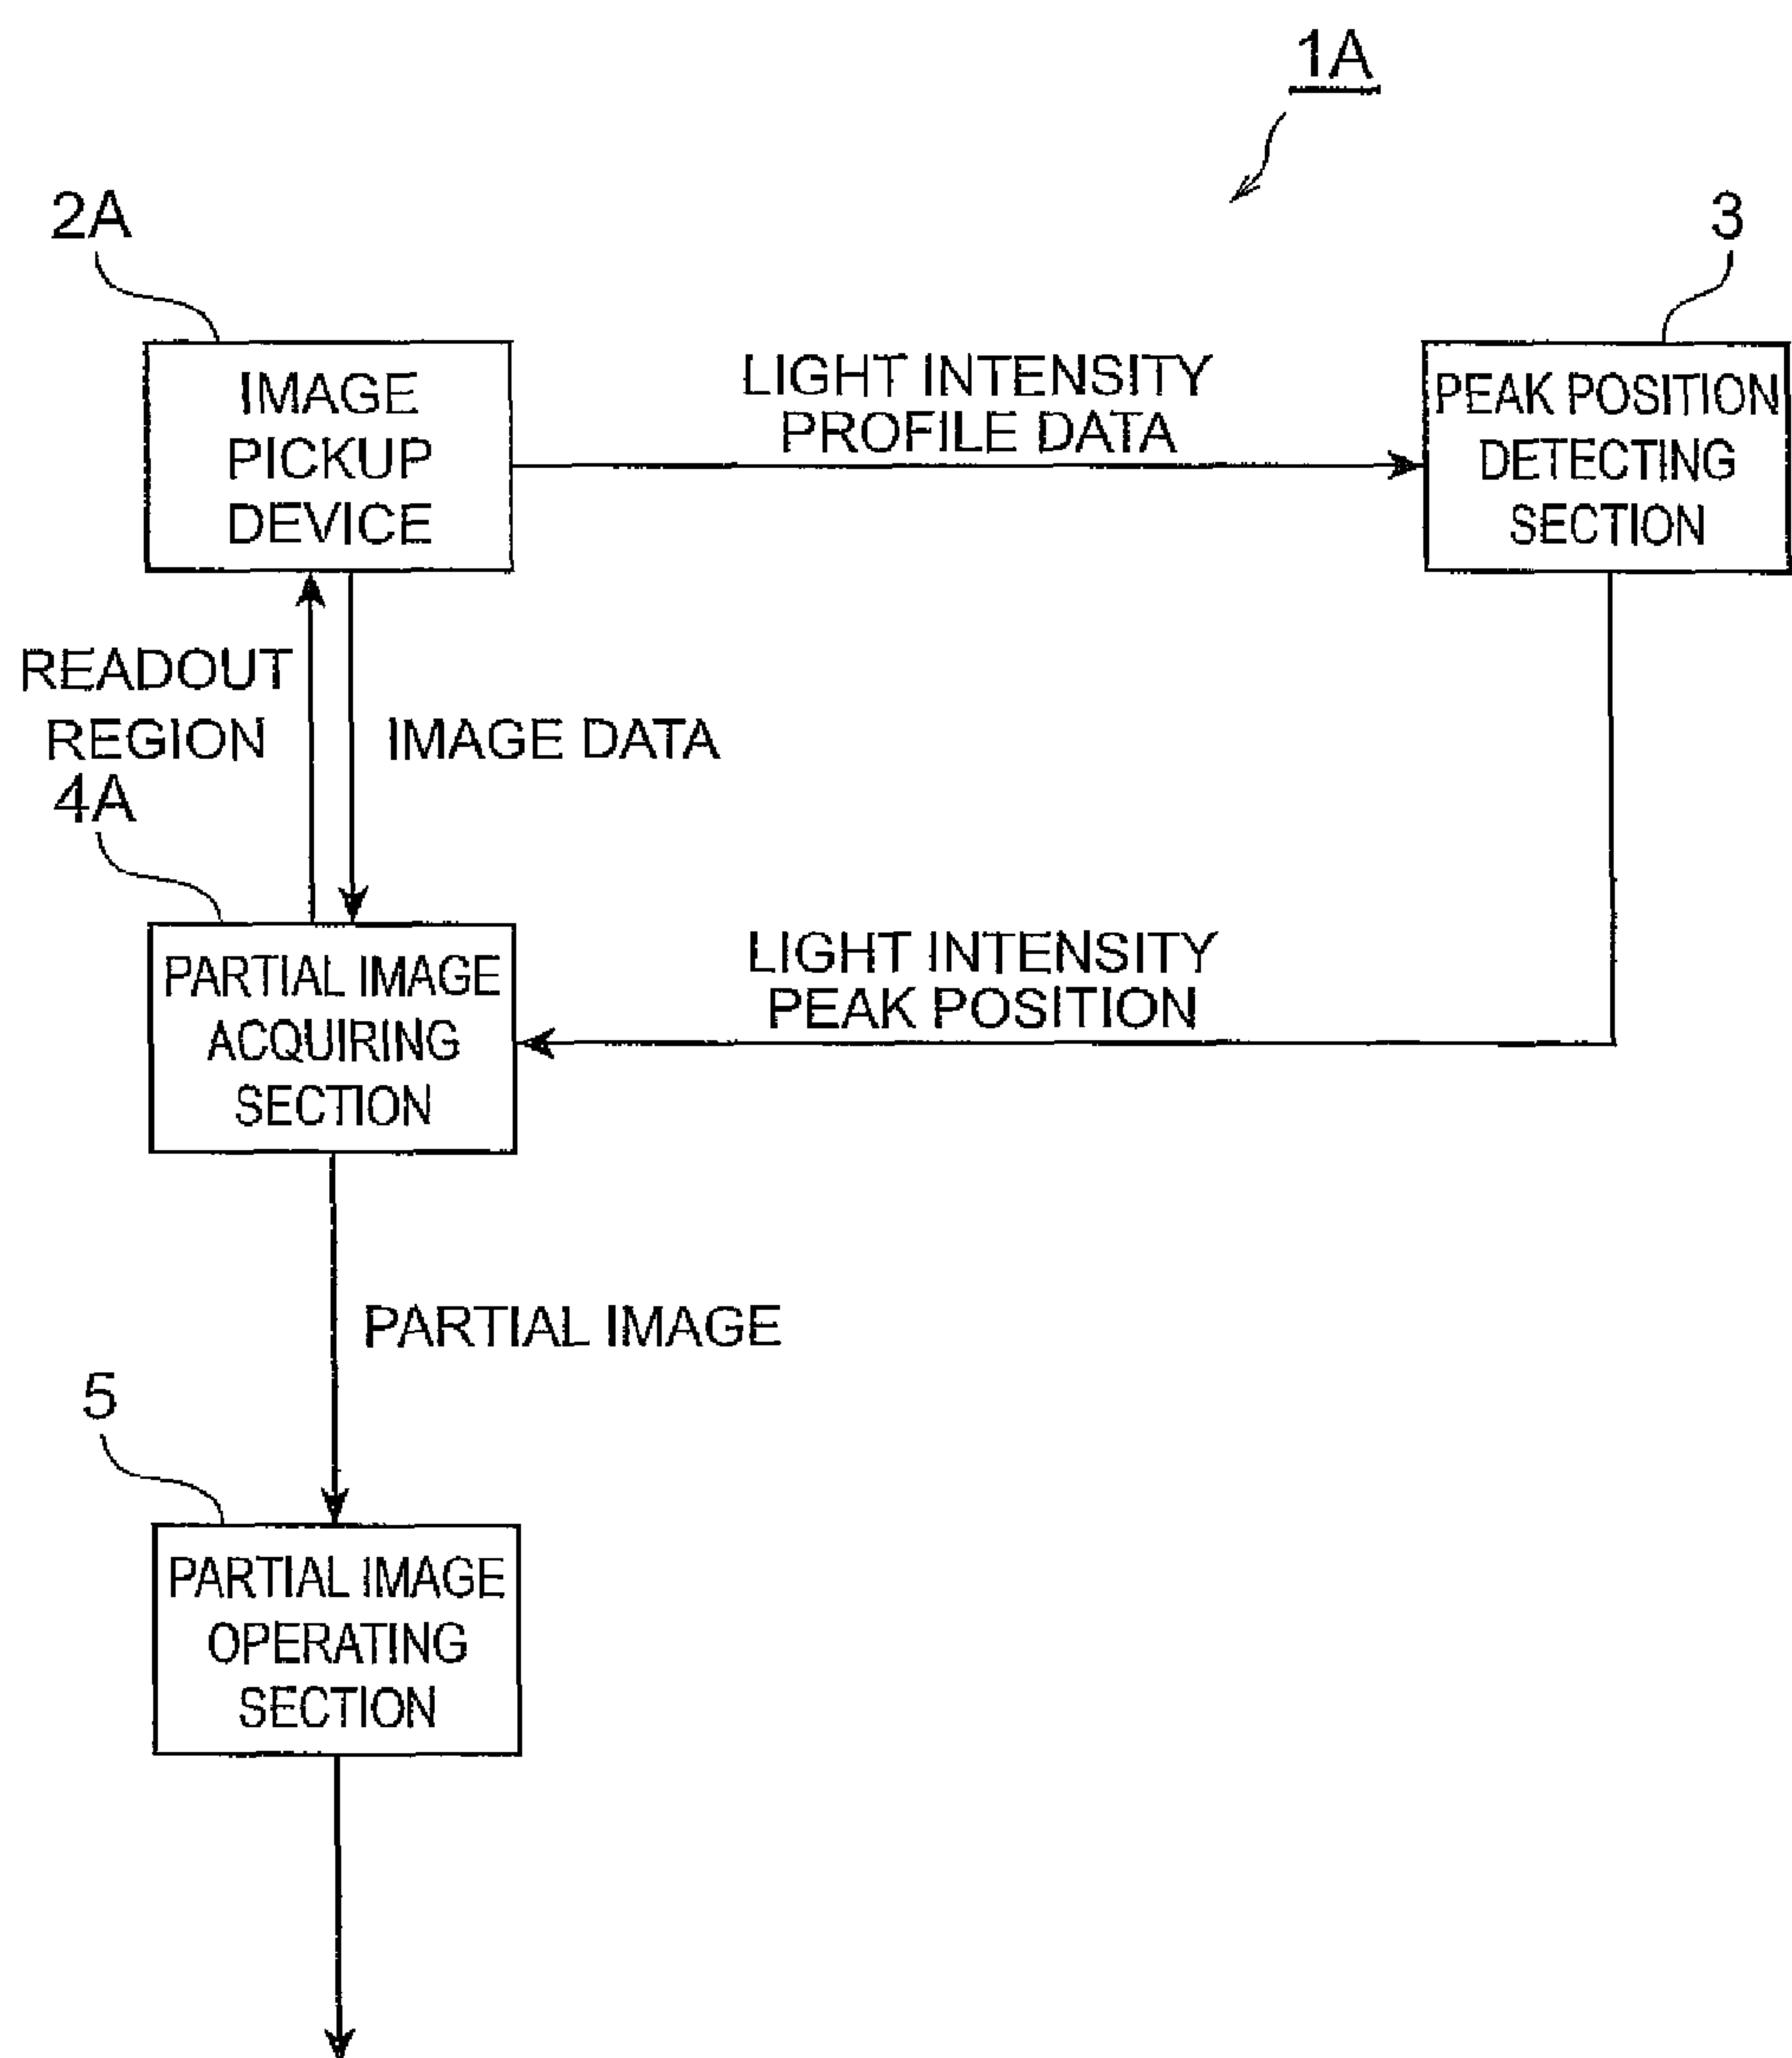 1A
2A
3
IMAGE
PICKUP
DEVICE
LIGHT INTENSITY
PROFILE DATA
PEAK POSITION
DETECTING
SECTION
READOUT
REGION
IMAGE DATA
4A
PARTIAL IMAGE
ACQUIRING
SECTION
LIGHT INTENSITY
PEAK POSITION
PARTIAL IMAGE
5
PARTIAL IMAGE
OPERATING
SECTION